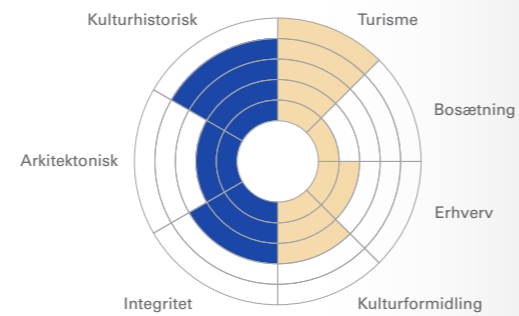 Kulturhistorisk
Turisme
Bosætning
Arkitektonisk
Erhverv
Integritet
Kulturformidling